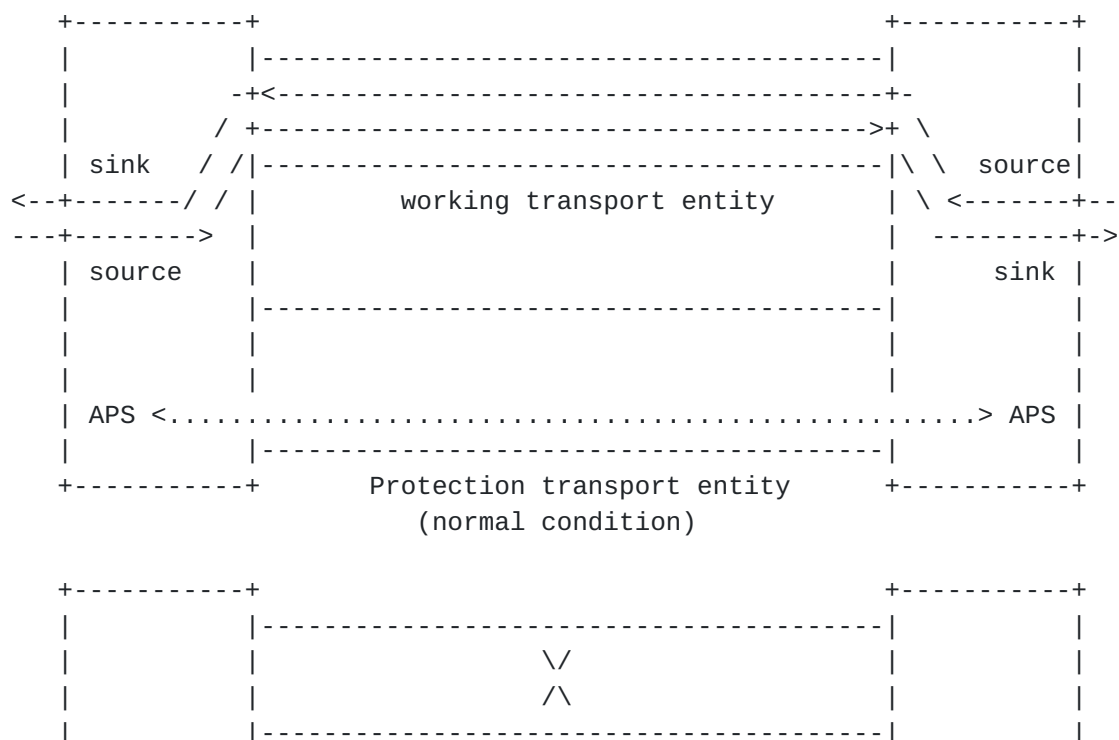 sink
source
working transport entity
source
sink
APS <....................................................> APS
Protection transport entity
(normal condition)